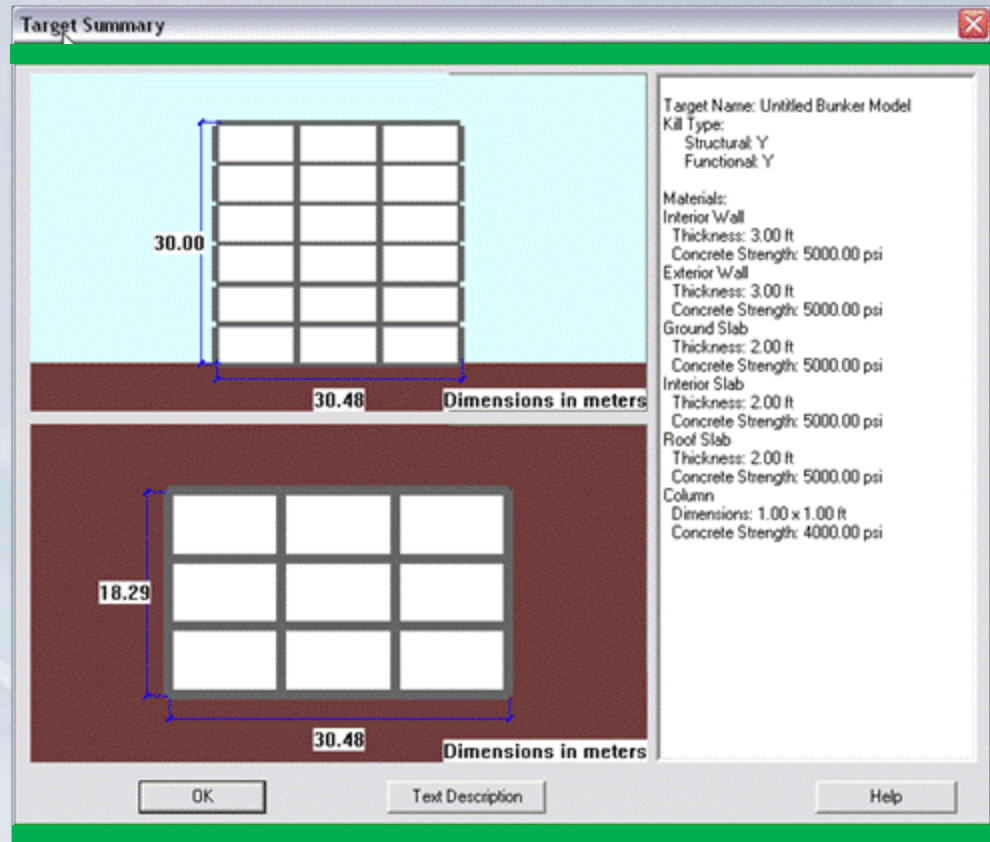 Target Summary
30.00
30.48
Dimensions in meters
18.29
30.48
Dimensions in meters
Target Name: Untitled Bunker Model
Kill Type:
Structural: Y
Functional: Y
Materials:
Interior Wall
Thickness: 3.00 ft
Concrete Strength: 5000.00 psi
Exterior Wall
Thickness: 3.00 ft
Concrete Strength: 5000.00 psi
Ground Slab
Thickness: 2.00 ft
Concrete Strength: 5000.00 psi
Interior Slab
Thickness: 2.00 ft
Concrete Strength: 5000.00 psi
Roof Slab
Thickness: 2.00 ft
Concrete Strength: 5000.00 psi
Column
Dimensions: 1.00 x 1.00 ft
Concrete Strength: 4000.00 psi
OK
Text Description
Help